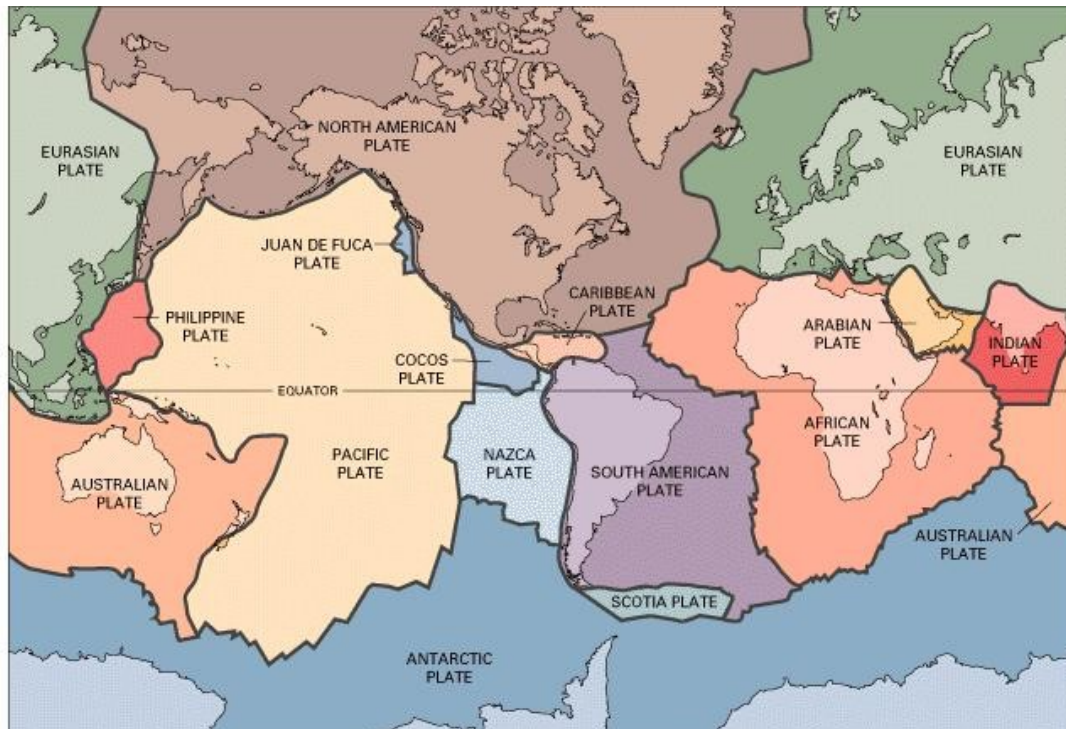 NORTH AMERICAN
PLATE
EURASIAN
PLATE
EURASIAN
PLATE
JUAN DE FUCA
PLATE
CARIBBEAN
PLATE
PHILIPPINE
PLATE
ARABIAN
PLATE
INDIAN
PLATE
COCOS
PLATE
EQUATOR
AFRICAN
PLATE
PACIFIC
PLATE
NAZCA
PLATE
SOUTH AMERICAN
PLATE
AUSTRALIAN
PLATE
AUSTRALIAN
PLATE
SCOTIA PLATE
ANTARCTIC
PLATE